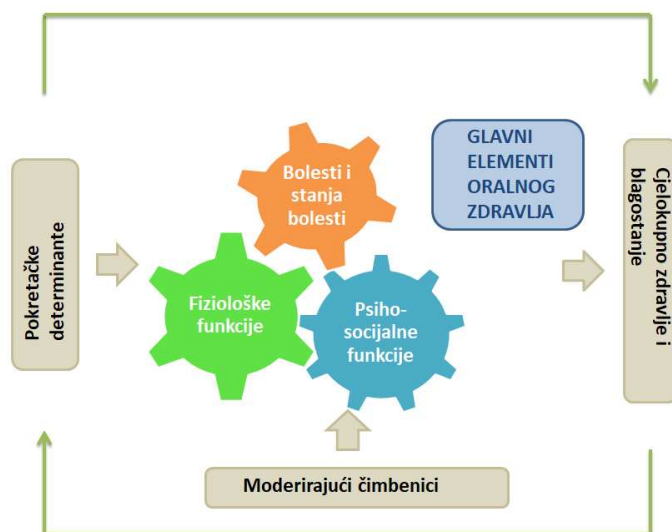 Pokretačke
determinante
Bolesti i
stanja
bolesti
Fiziološke
funkcije
Psiho-
socijalne
funkcije
GLAVNI
ELEMENTI
ORALNOG
ZDRAVLJA
Cjelokupno zdravlje i
blagostanje
Moderirajući čimbenici